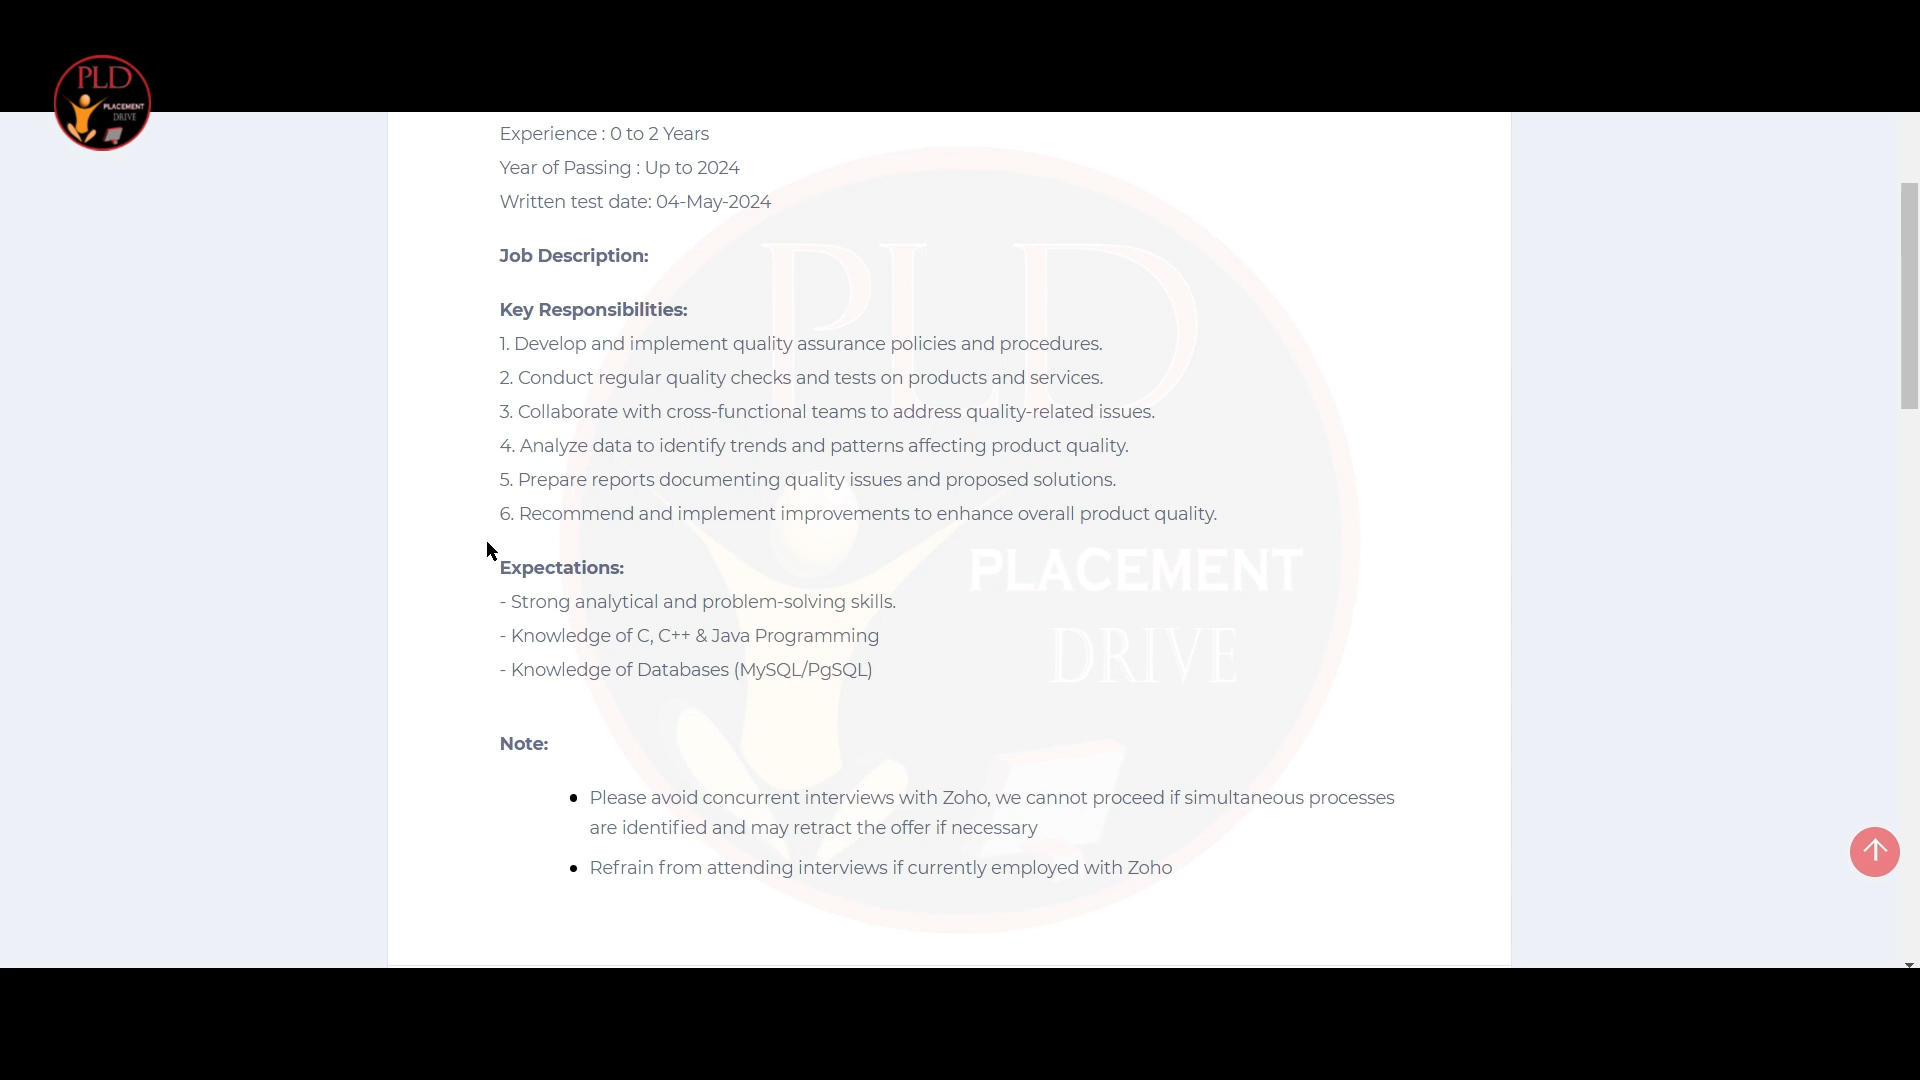 PLD
PLACEMENT
DRIVE
Experience : 0 to 2 Years
Year of Passing : Up to 2024
Written test date: 04-May-2024
Job Description:
Key Responsibilities:
1. Develop and implement quality assurance policies and procedures.
2. Conduct regular quality checks and tests on products and services.
3. Collaborate with cross-functional teams to address quality-related issues.
4. Analyze data to identify trends and patterns affecting product quality.
5. Prepare reports documenting quality issues and proposed solutions.
6. Recommend and implement improvements to enhance overall product quality.
Expectations:
- Strong analytical and problem-solving skills.
- Knowledge of C, C++ & Java Programming
- Knowledge of Databases (MySQL/PgSQL)
Note:
• Please avoid concurrent interviews with Zoho, we cannot proceed if simultaneous processes
are identified and may retract the offer if necessary
• Refrain from attending interviews if currently employed with Zoho
PLD
PLACEMENT
DRIVE